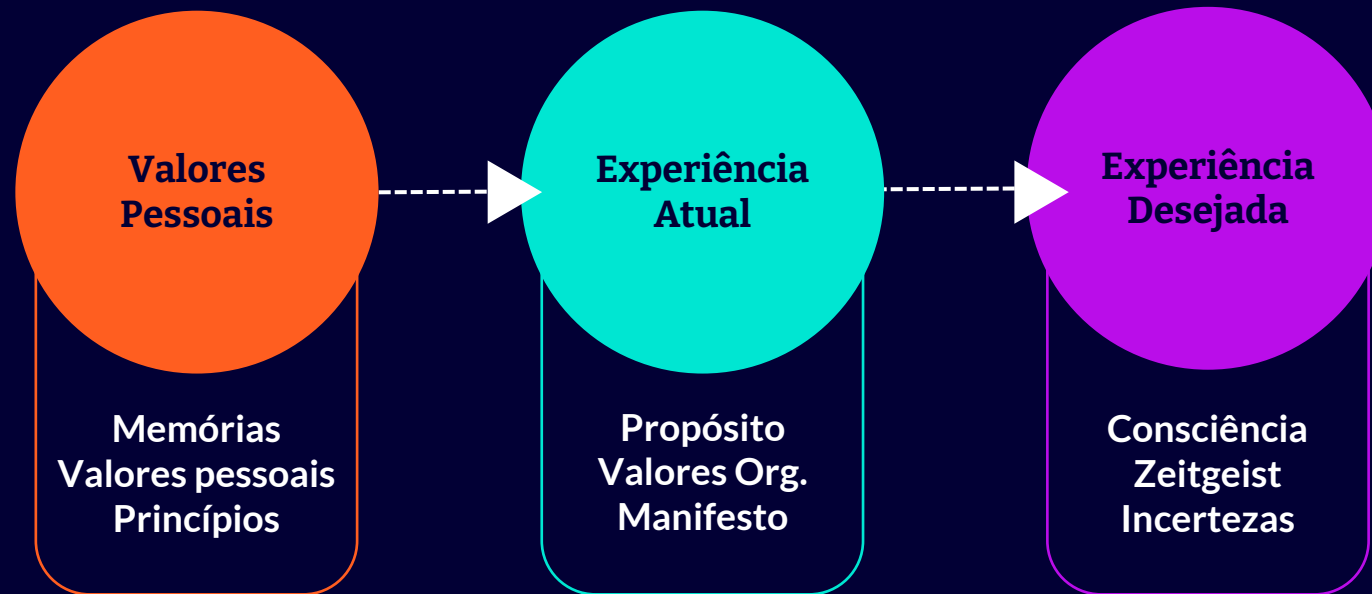 Valores
Pessoais
Experiência
Atual
Experiência
Desejada
Memórias
Valores pessoais
Princípios
Propósito
Valores Org.
Manifesto
Consciência
Zeitgeist
Incertezas